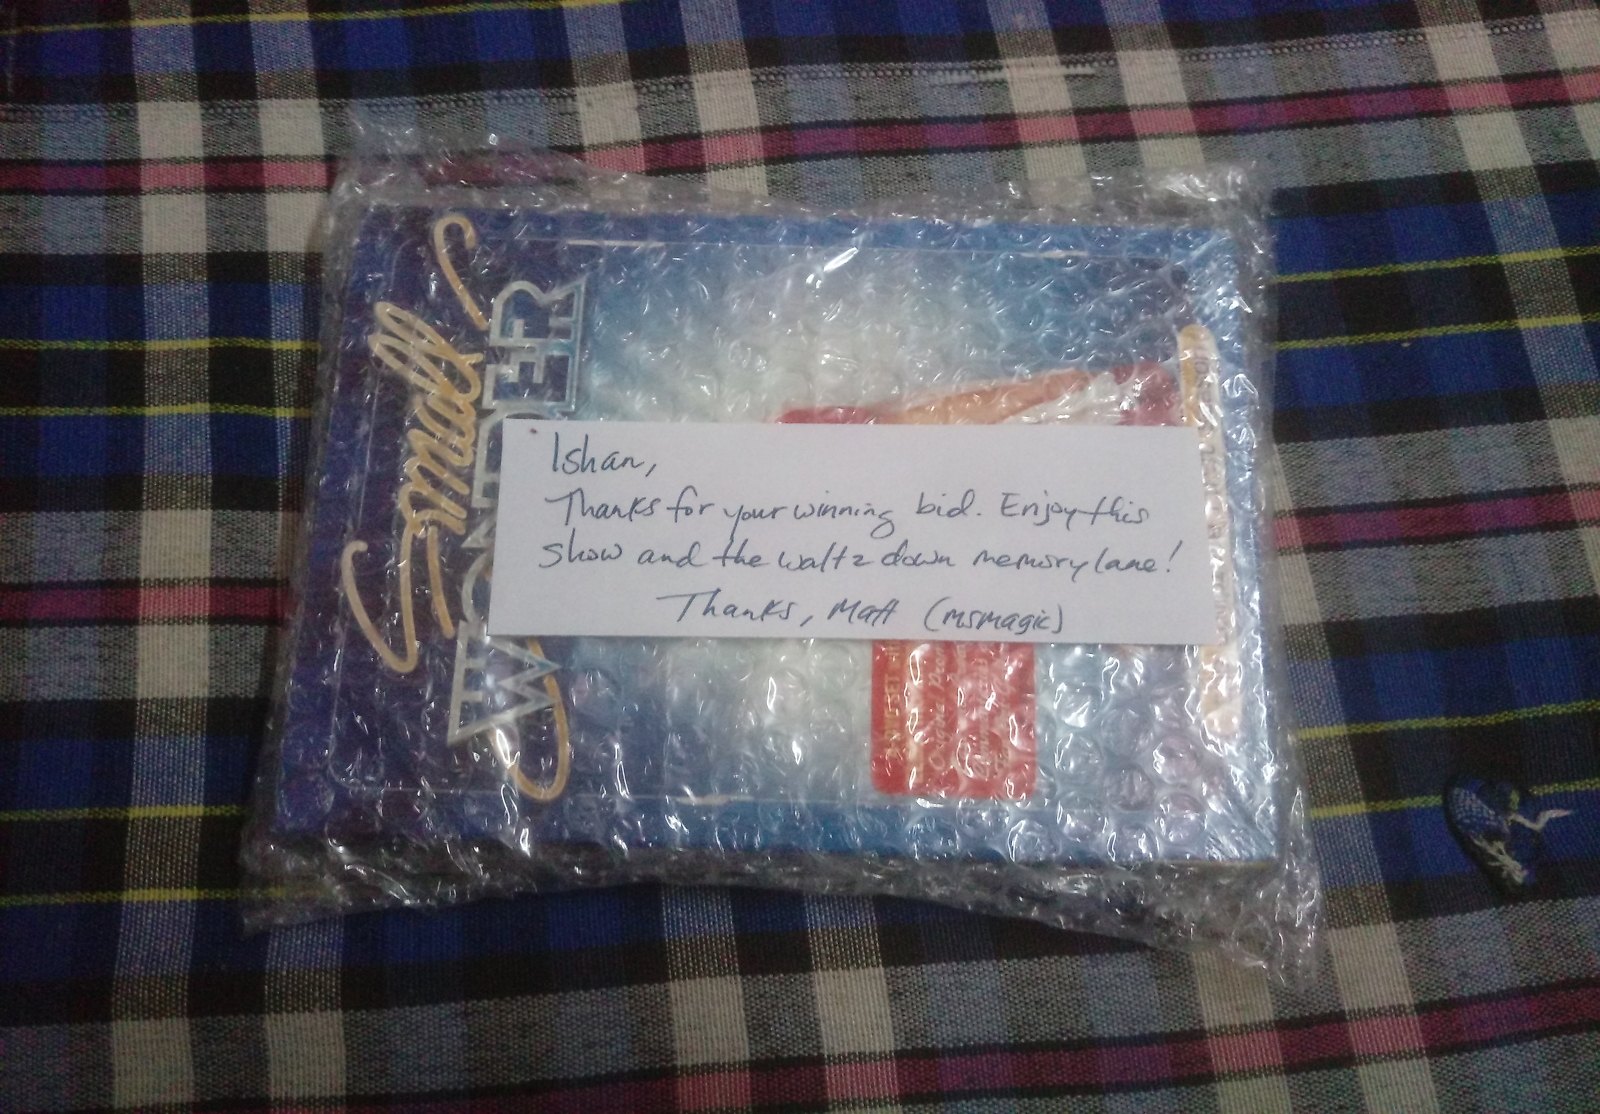 Small
WONDER
Ishan,
Thanks for your winning bid. Enjoy this
show and the waltz down memory lane!
Thanks, Matt (msmagic)